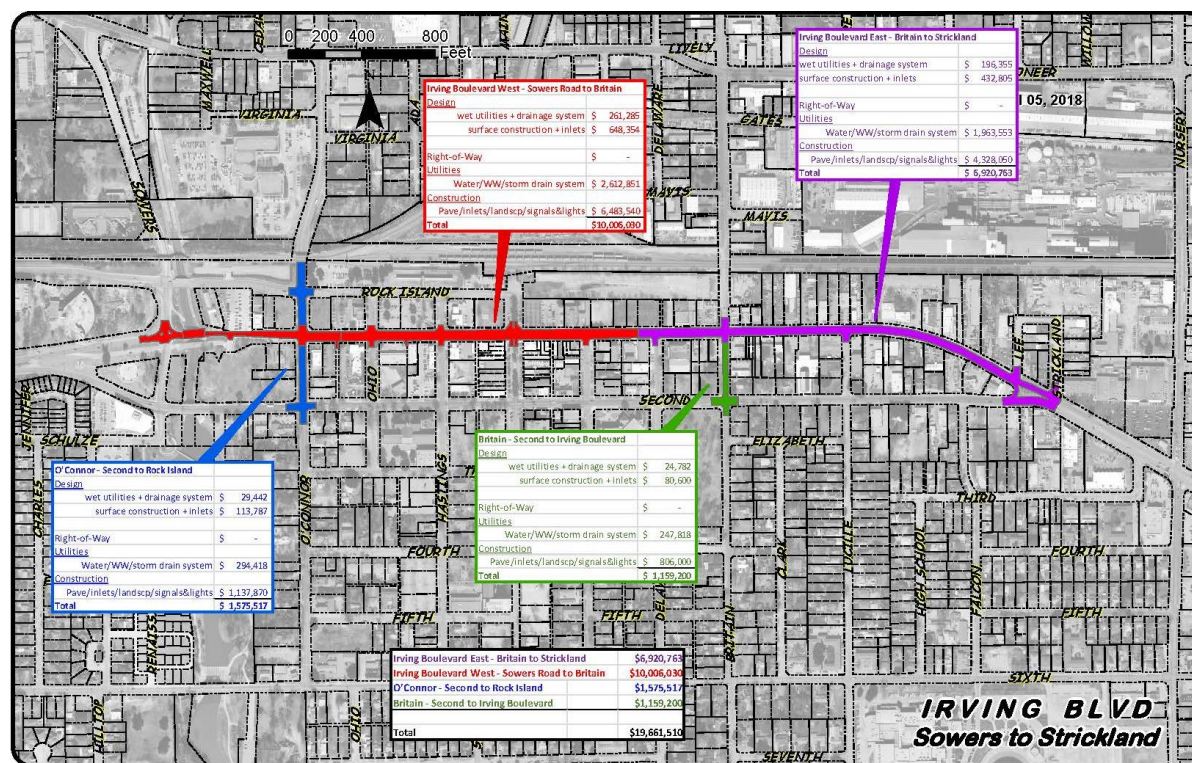 0 200 400 800
Feet
CEDAR
MAXWELL
VIRGINIA
VIRGINIA
ADA
LIVELY
DELAWARE
MAVIS
GATES
MAVIS
NURSERY
SOWERS
Irving Boulevard West - Sowers Road to Britain
Design
wet utilities + drainage system $ 261,285
surface construction + inlets $ 648,354
Right-of-Way $ -
Utilities
Water/WW/storm drain system $ 2,612,851
Construction
Pave/inlets/landscp/signals&lights $ 6,483,540
Total $10,006,030
Irving Boulevard East - Britain to Strickland
Design
wet utilities + drainage system $ 196,355
surface construction + inlets $ 432,805
Right-of-Way $ -
Utilities
Water/WW/storm drain system $ 1,963,553
Construction
Pave/inlets/landscp/signals&lights $ 4,328,050
Total $ 6,920,763
05, 2018
ROCK ISLAND
OHIO
SECOND
LEE
STRICKLAND
JENNIFER
SCHULZE
CHARLES
O'CONNOR
HASTINGS
ELIZABETH
THIRD
FOURTH
FOURTH
CLARK
LUCILLE
HIGH SCHOOL
FALCON
FIFTH
FIFTH
FIFTH
BRITAIN
SIXTH
SEVENTH
HILLTOP
OHIO
O'Connor - Second to Rock Island
Design
wet utilities + drainage system $ 29,442
surface construction + inlets $ 113,787
Right-of-Way $ -
Utilities
Water/WW/storm drain system $ 294,418
Construction
Pave/inlets/landscp/signals&lights $ 1,137,870
Total $ 1,575,517
Britain - Second to Irving Boulevard
Design
wet utilities + drainage system $ 24,782
surface construction + inlets $ 80,600
Right-of-Way $ -
Utilities
Water/WW/storm drain system $ 247,818
Construction
Pave/inlets/landscp/signals&lights $ 806,000
Total $ 1,159,200
Irving Boulevard East - Britain to Strickland $6,920,763
Irving Boulevard West - Sowers Road to Britain $10,006,030
O'Connor - Second to Rock Island $1,575,517
Britain - Second to Irving Boulevard $1,159,200
Total $19,661,510
IRVING BLVD
Sowers to Strickland